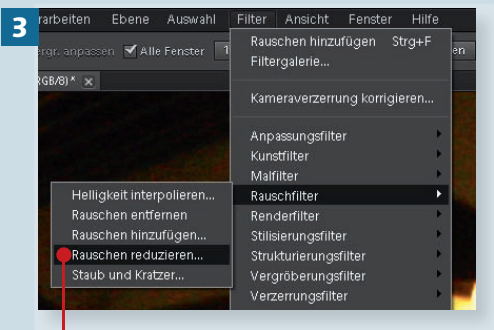 3
rarbeiten Ebene Auswahl Filter Ansicht Fenster Hilfe
ergr. anpassen Alle Fenster 1 en
RGB/8) * x
Rauschen hinzufügen Strg+F
Filtergalerie...
Kameraverzerrung korrigieren...
Anpassungsfilter
Kunstfilter
Malfilter
Rauschfilter
Renderfilter
Stilisierungsfilter
Strukturierungsfilter
Vergröberungsfilter
Verzerrungsfilter
Helligkeit interpolieren...
Rauschen entfernen
Rauschen hinzufügen...
Rauschen reduzieren...
Staub und Kratzer...